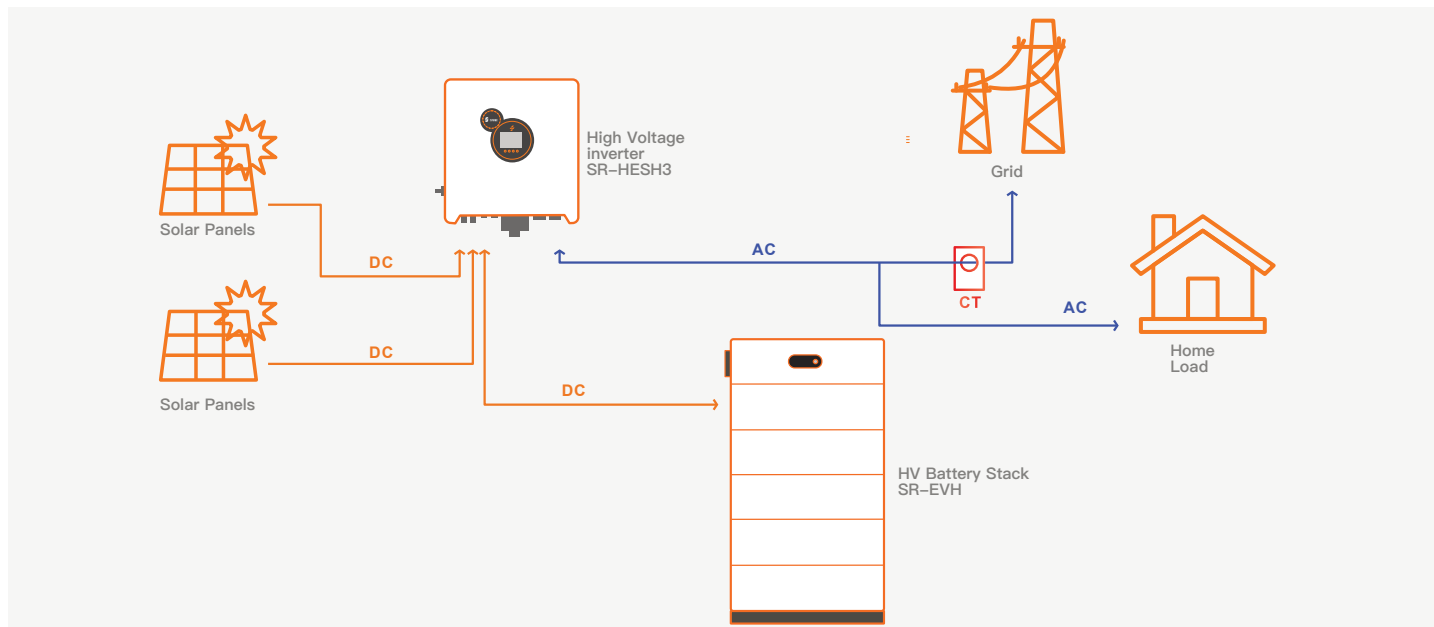 High Voltage
inverter
SR-HESH3
Grid
Solar Panels
DC
AC
CT
AC
Solar Panels
DC
DC
Home
Load
HV Battery Stack
SR-EVH